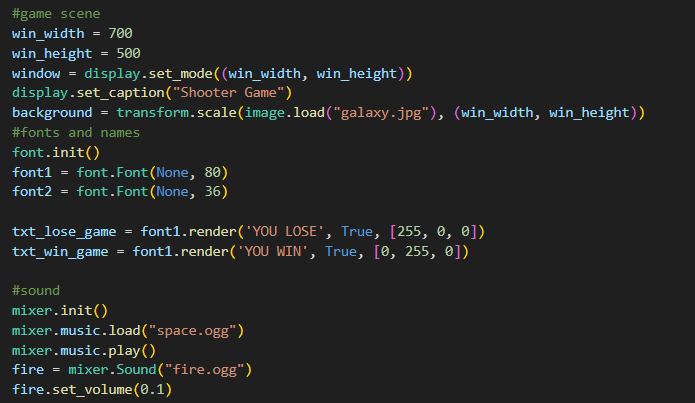 #game scene
win_width = 700
win_height = 500
window = display.set_mode((win_width, win_height))
display.set_caption("Shooter Game")
background = transform.scale(image.load("galaxy.jpg"), (win_width, win_height))
#fonts and names
font.init()
font1 = font.Font(None, 80)
font2 = font.Font(None, 36)

txt_lose_game = font1.render('YOU LOSE', True, [255, 0, 0])
txt_win_game = font1.render('YOU WIN', True, [0, 255, 0])

#sound
mixer.init()
mixer.music.load("space.ogg")
mixer.music.play()
fire = mixer.Sound("fire.ogg")
fire.set_volume(0.1)